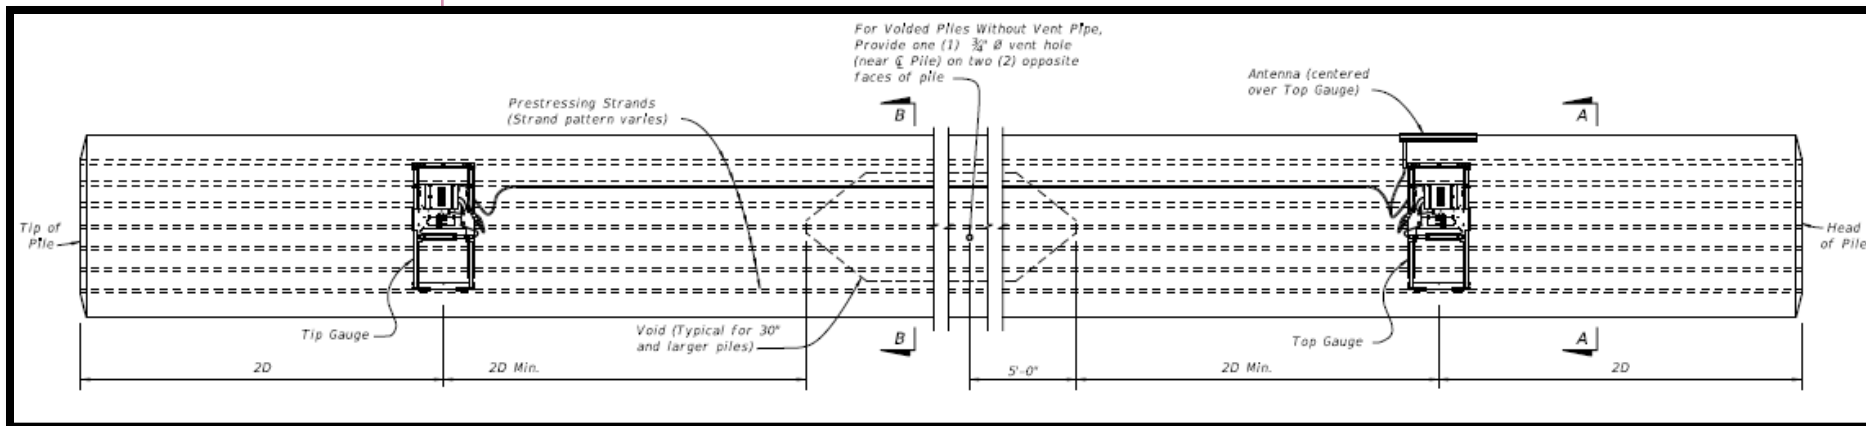 For Voided Piles Without Vent Pipe,
Provide one (1) ¾" Ø vent hole
(near ℄ Pile) on two (2) opposite
faces of pile
Antenna (centered
over Top Gauge)
Prestressing Strands
(Strand pattern varies)
B
A
Tip of
Pile
Head
of Pile
Tip Gauge
Void (Typical for 30"
and larger piles)
B
Top Gauge
A
2D
2D Min.
5'-0"
2D Min.
2D